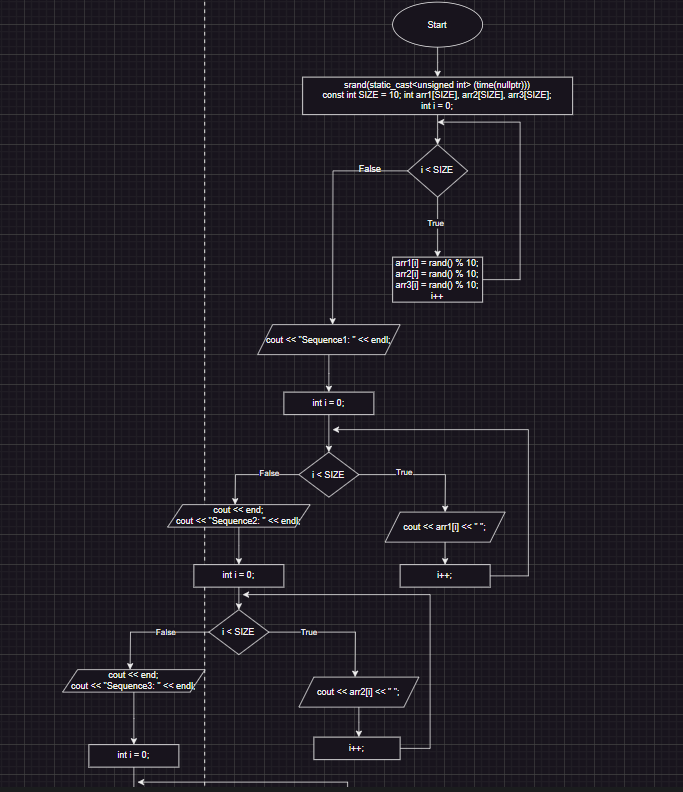 Start
srand(static_cast<unsigned int> (time(nullptr)))
const int SIZE = 10; int arr1[SIZE], arr2[SIZE], arr3[SIZE];
int i = 0;
False
i < SIZE
True
arr1[i] = rand() % 10;
arr2[i] = rand() % 10;
arr3[i] = rand() % 10;
i++
cout << "Sequence1: " << endl;
int i = 0;
False
i < SIZE
True
cout << end;
cout << "Sequence2: " << endl;
cout << arr1[i] << " ";
int i = 0;
i++;
False
i < SIZE
True
cout << end;
cout << "Sequence3: " << endl;
cout << arr2[i] << " ";
int i = 0;
i++;